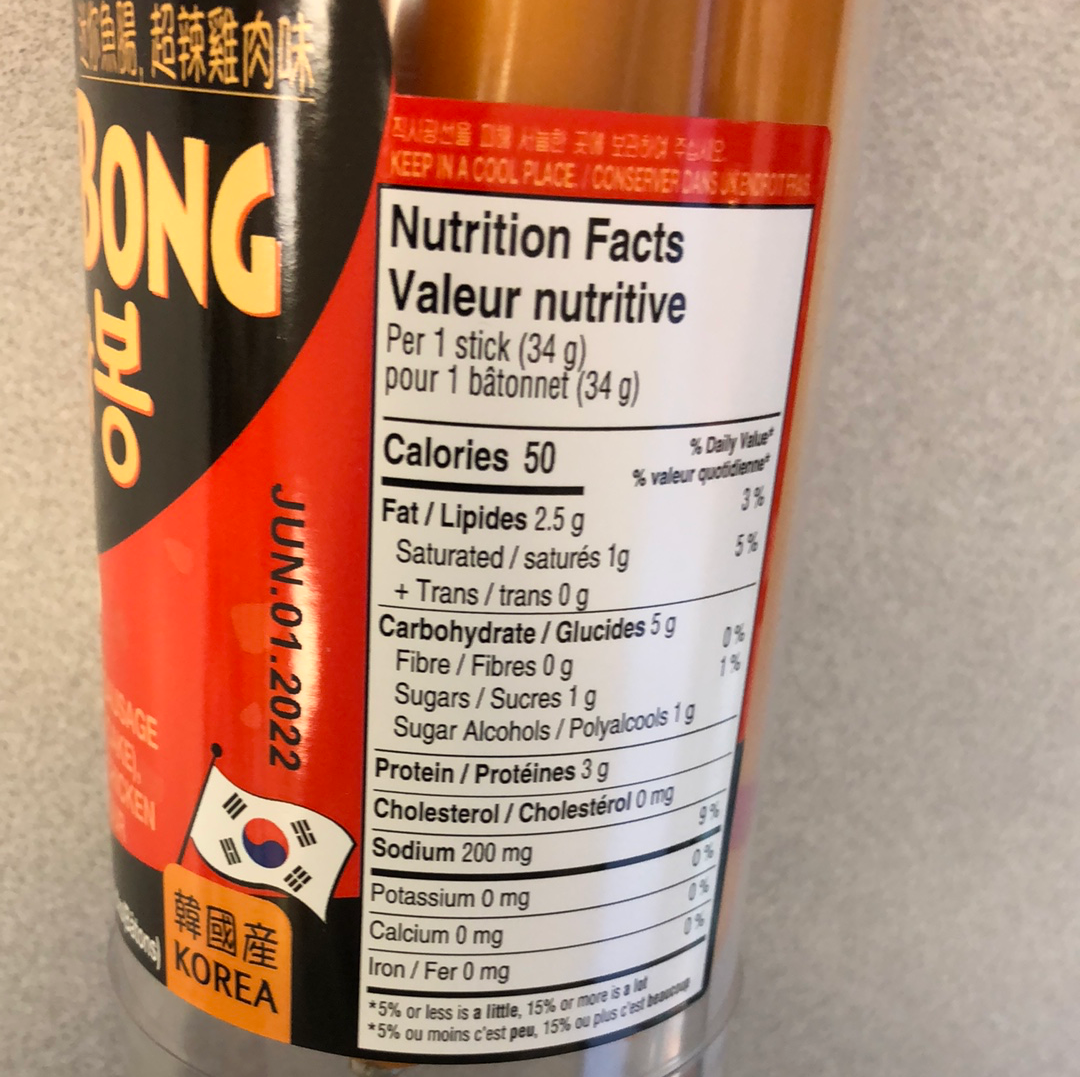 魚腸, 超辣雞肉味
BONG
JUN.01.2022
韓國産
KOREA
직사광선을 피해 서늘한 곳에 보관하여 주십시오.
KEEP IN A COOL PLACE / CONSERVER DANS UN ENDROIT FRAIS
Nutrition Facts
Valeur nutritive
Per 1 stick (34 g)
pour 1 bâtonnet (34 g)
Calories 50
% Daily Value*
% valeur quotidienne*
Fat / Lipides 2.5 g 3 %
Saturated / saturés 1g 5 %
+ Trans / trans 0 g
Carbohydrate / Glucides 5 g
Fibre / Fibres 0 g 0 %
Sugars / Sucres 1 g 1 %
Sugar Alcohols / Polyalcools 1 g
Protein / Protéines 3 g
Cholesterol / Cholestérol 0 mg
Sodium 200 mg 9 %
Potassium 0 mg 0 %
Calcium 0 mg 0 %
Iron / Fer 0 mg 0 %
*5% or less is a little, 15% or more is a lot
*5% ou moins c'est peu, 15% ou plus c'est beaucoup